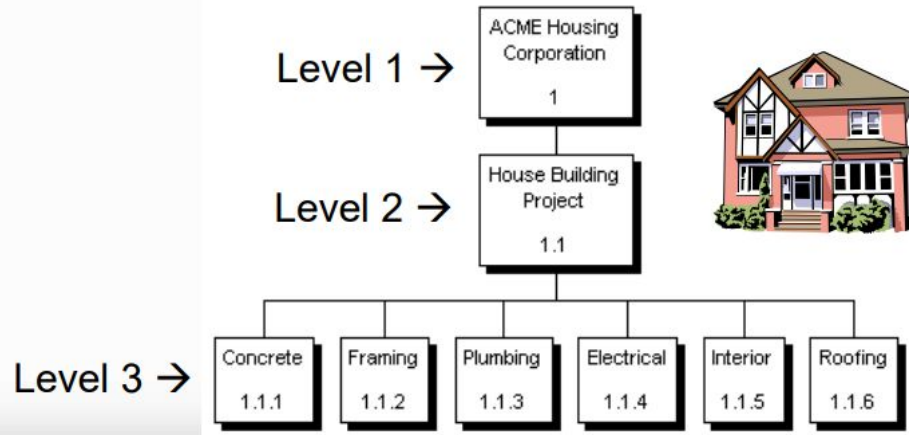 Level 1 →
ACME Housing
Corporation
1
Level 2 →
House Building
Project
1.1
Level 3 →
Concrete
1.1.1
Framing
1.1.2
Plumbing
1.1.3
Electrical
1.1.4
Interior
1.1.5
Roofing
1.1.6